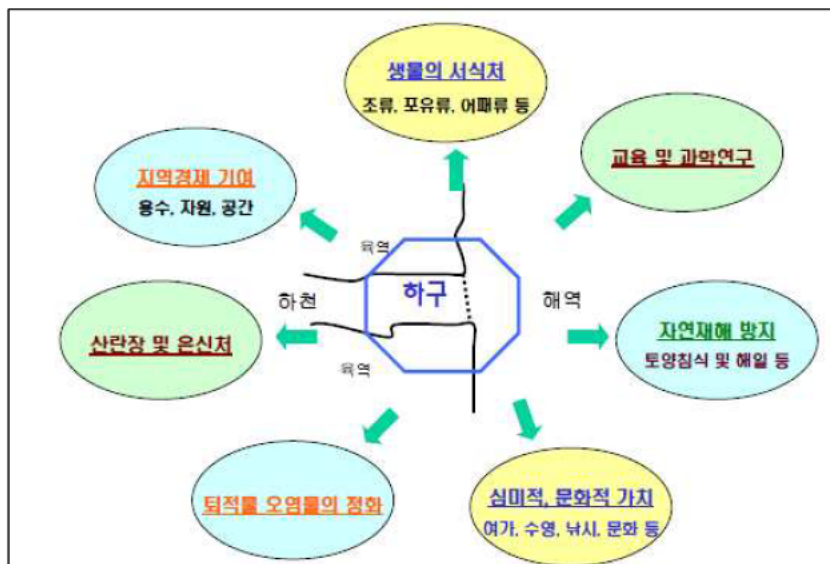 생물의 서식처
조류, 포유류, 어패류 등
교육 및 과학연구
지역경제 기여
용수, 자원, 공간
육역
하천
하구
해역
산란장 및 은신처
자연재해 방지
토양침식 및 해일 등
육역
퇴적물 오염물의 정화
심미적, 문화적 가치
여가, 수영, 낚시, 문화 등